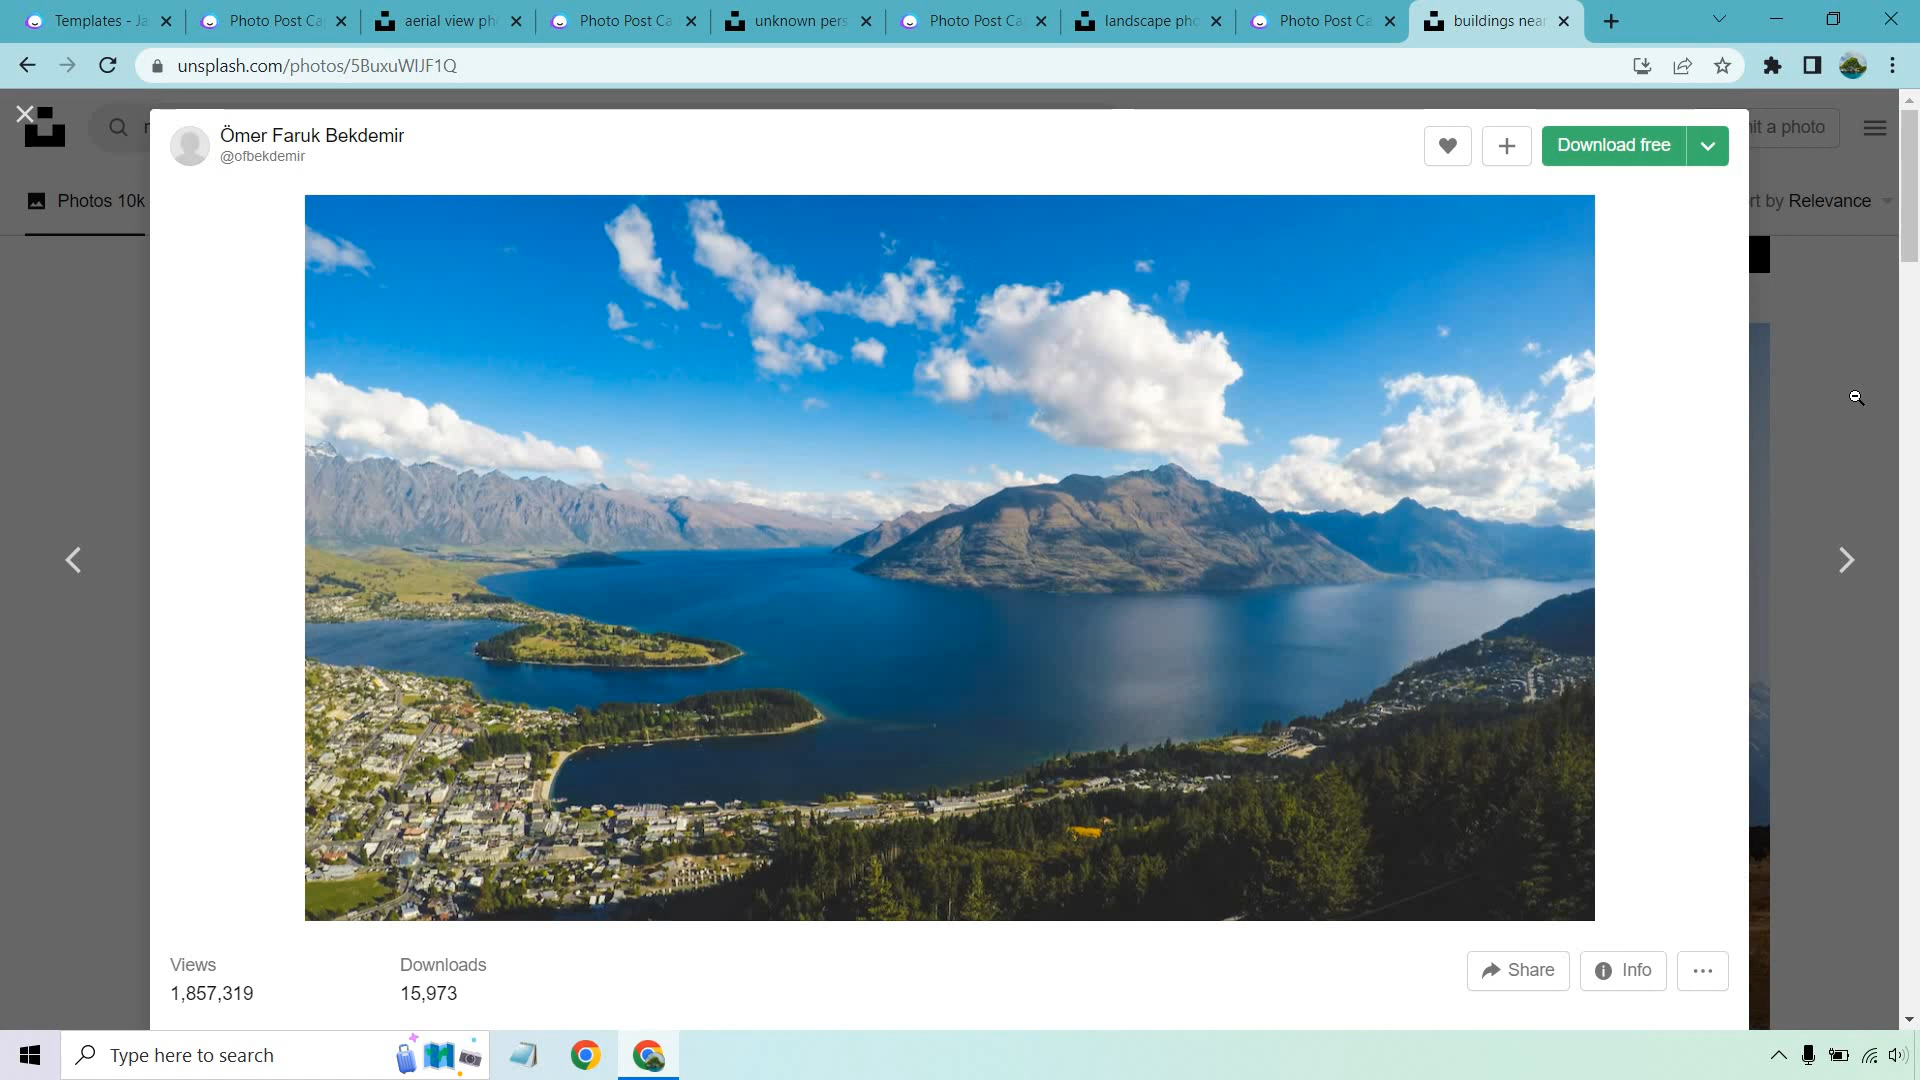 Templates - Ja
Photo Post Ca
aerial view ph
Photo Post Ca
unknown pers
Photo Post Ca
landscape pho
Photo Post Ca
buildings near
unsplash.com/photos/5BuxuWIJF1Q
Ömer Faruk Bekdemir
@ofbekdemir
Download free
it a photo
Photos 10k
rt by Relevance
Views
Downloads
1,857,319
15,973
Share
Info
Type here to search